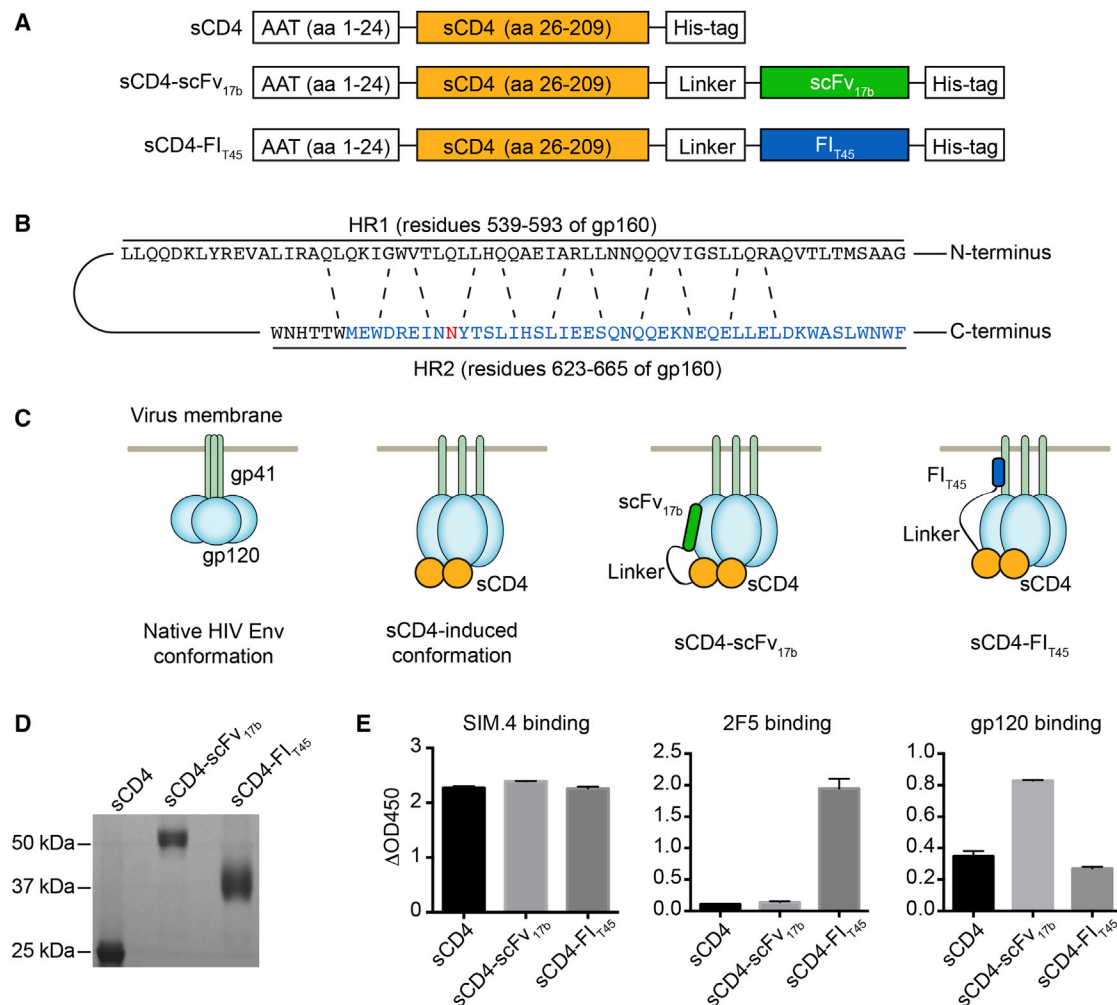 A
sCD4
AAT (aa 1-24)
sCD4 (aa 26-209)
His-tag
sCD4-scFv17b
AAT (aa 1-24)
sCD4 (aa 26-209)
Linker
scFv17b
His-tag
sCD4-FIT45
AAT (aa 1-24)
sCD4 (aa 26-209)
Linker
FIT45
His-tag
B
HR1 (residues 539-593 of gp160)
LLQQDKLYREVALIRAQLQKIGWVTLQLLHQQAEIARLLNNQQQVIGSLLQRAQVTLTMSAAG
N-terminus
WNHTTWMEWDREINNYTSLIHSLIEESQNQQEKNEQELLELDKWASLWNWF
C-terminus
HR2 (residues 623-665 of gp160)
C
Virus membrane
gp41
gp120
Native HIV Env
conformation
sCD4
sCD4-induced
conformation
scFv17b
Linker
sCD4
sCD4-scFv17b
FIT45
Linker
sCD4
sCD4-FIT45
D
sCD4
sCD4-scFv17b
sCD4-FIT45
50 kDa
37 kDa
25 kDa
E
SIM.4 binding
ΔOD450
3
2
1
0
sCD4
sCD4-scFv17b
sCD4-FIT45
2F5 binding
2.5
2.0
1.5
1.0
0.5
0.0
sCD4
sCD4-scFv17b
sCD4-FIT45
gp120 binding
1.0
0.8
0.6
0.4
0.2
0.0
sCD4
sCD4-scFv17b
sCD4-FIT45